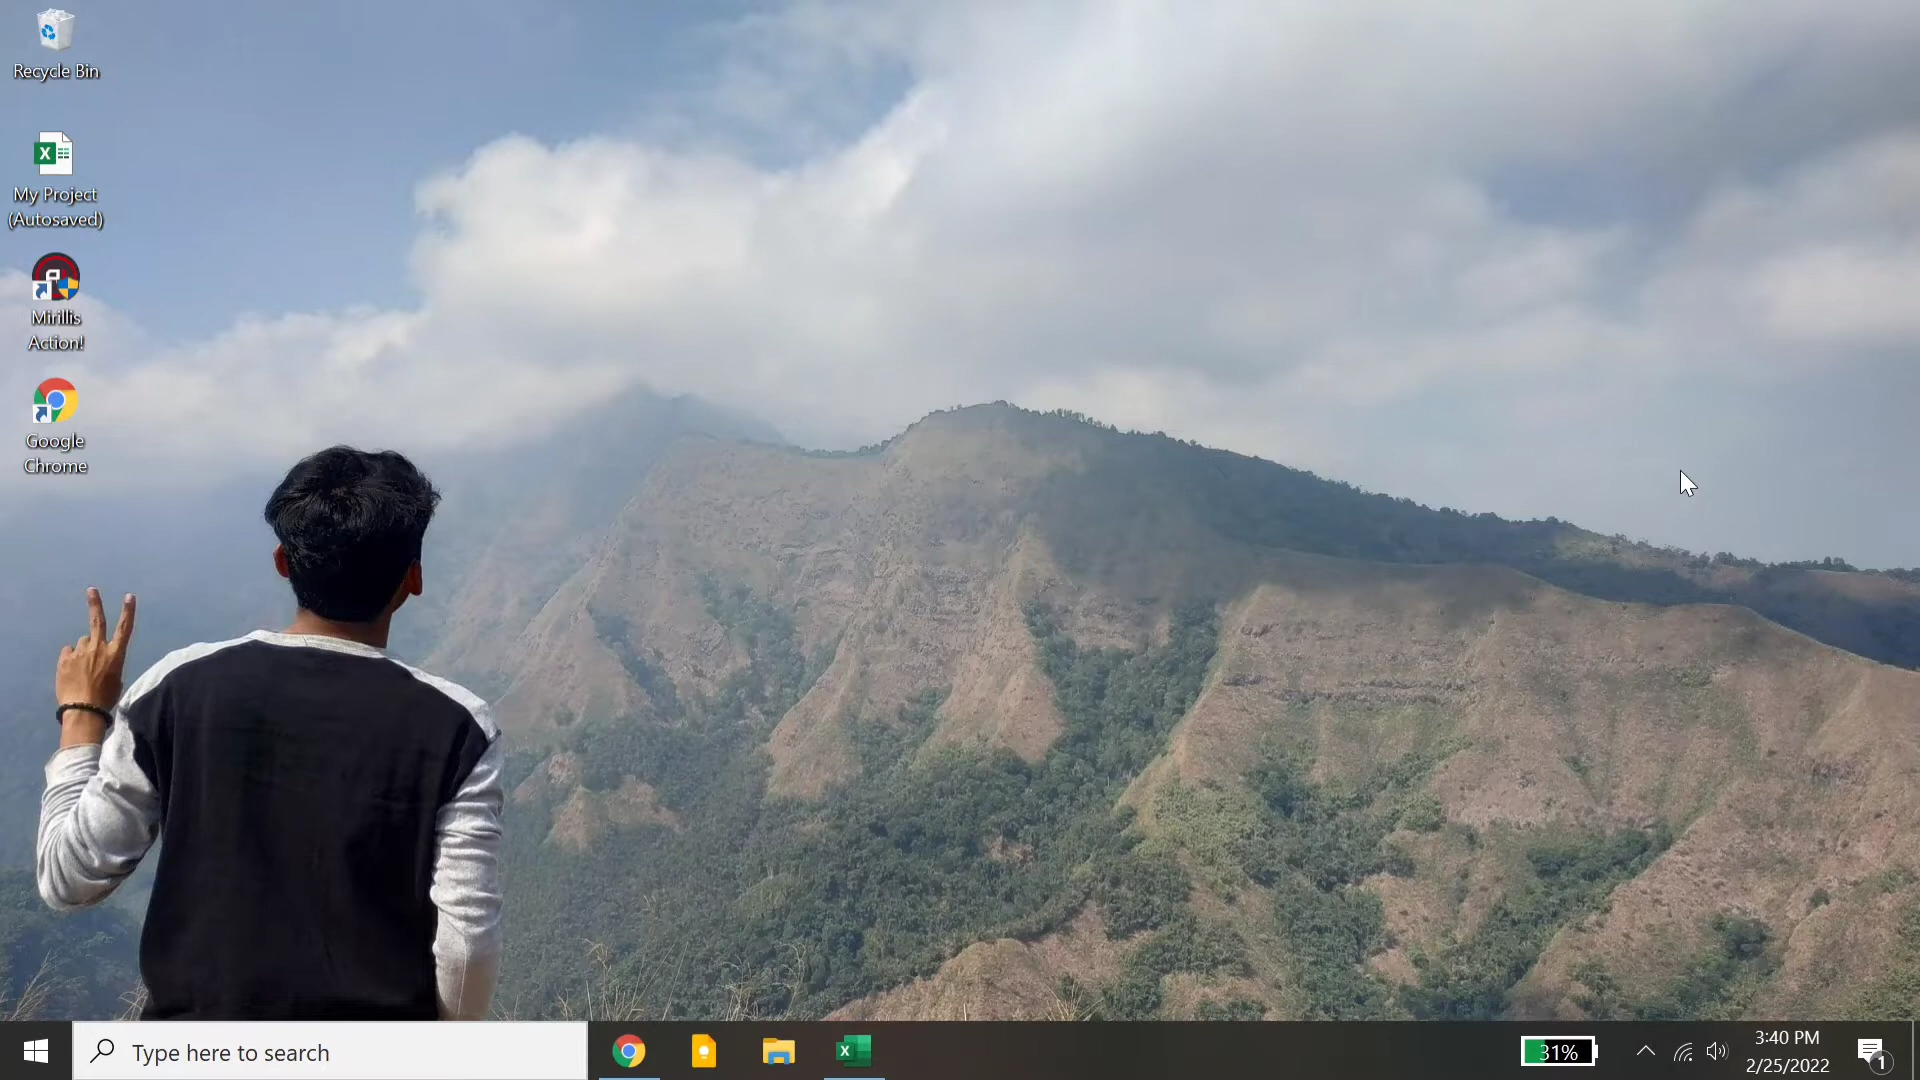 Recycle Bin
My Project
(Autosaved)
Mirillis
Action!
Google
Chrome
Type here to search
31%
3:40 PM
2/25/2022
1